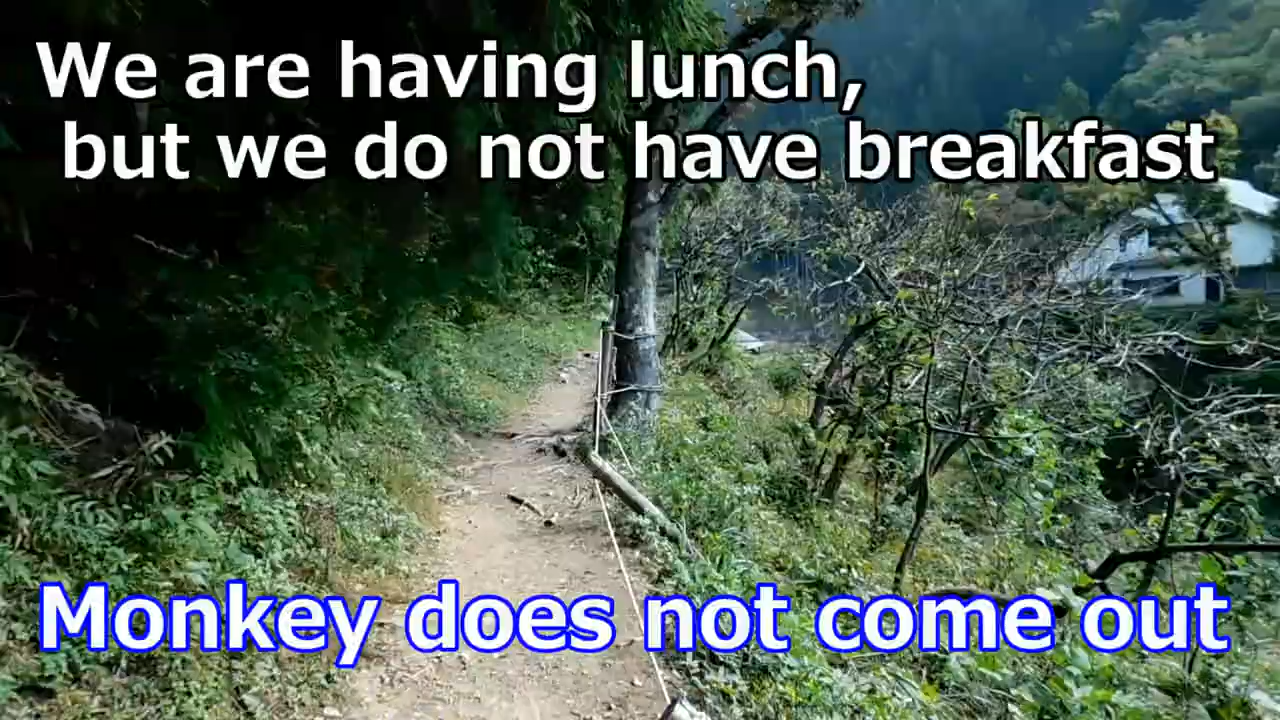 We are having lunch,
but we do not have breakfast
Monkey does not come out